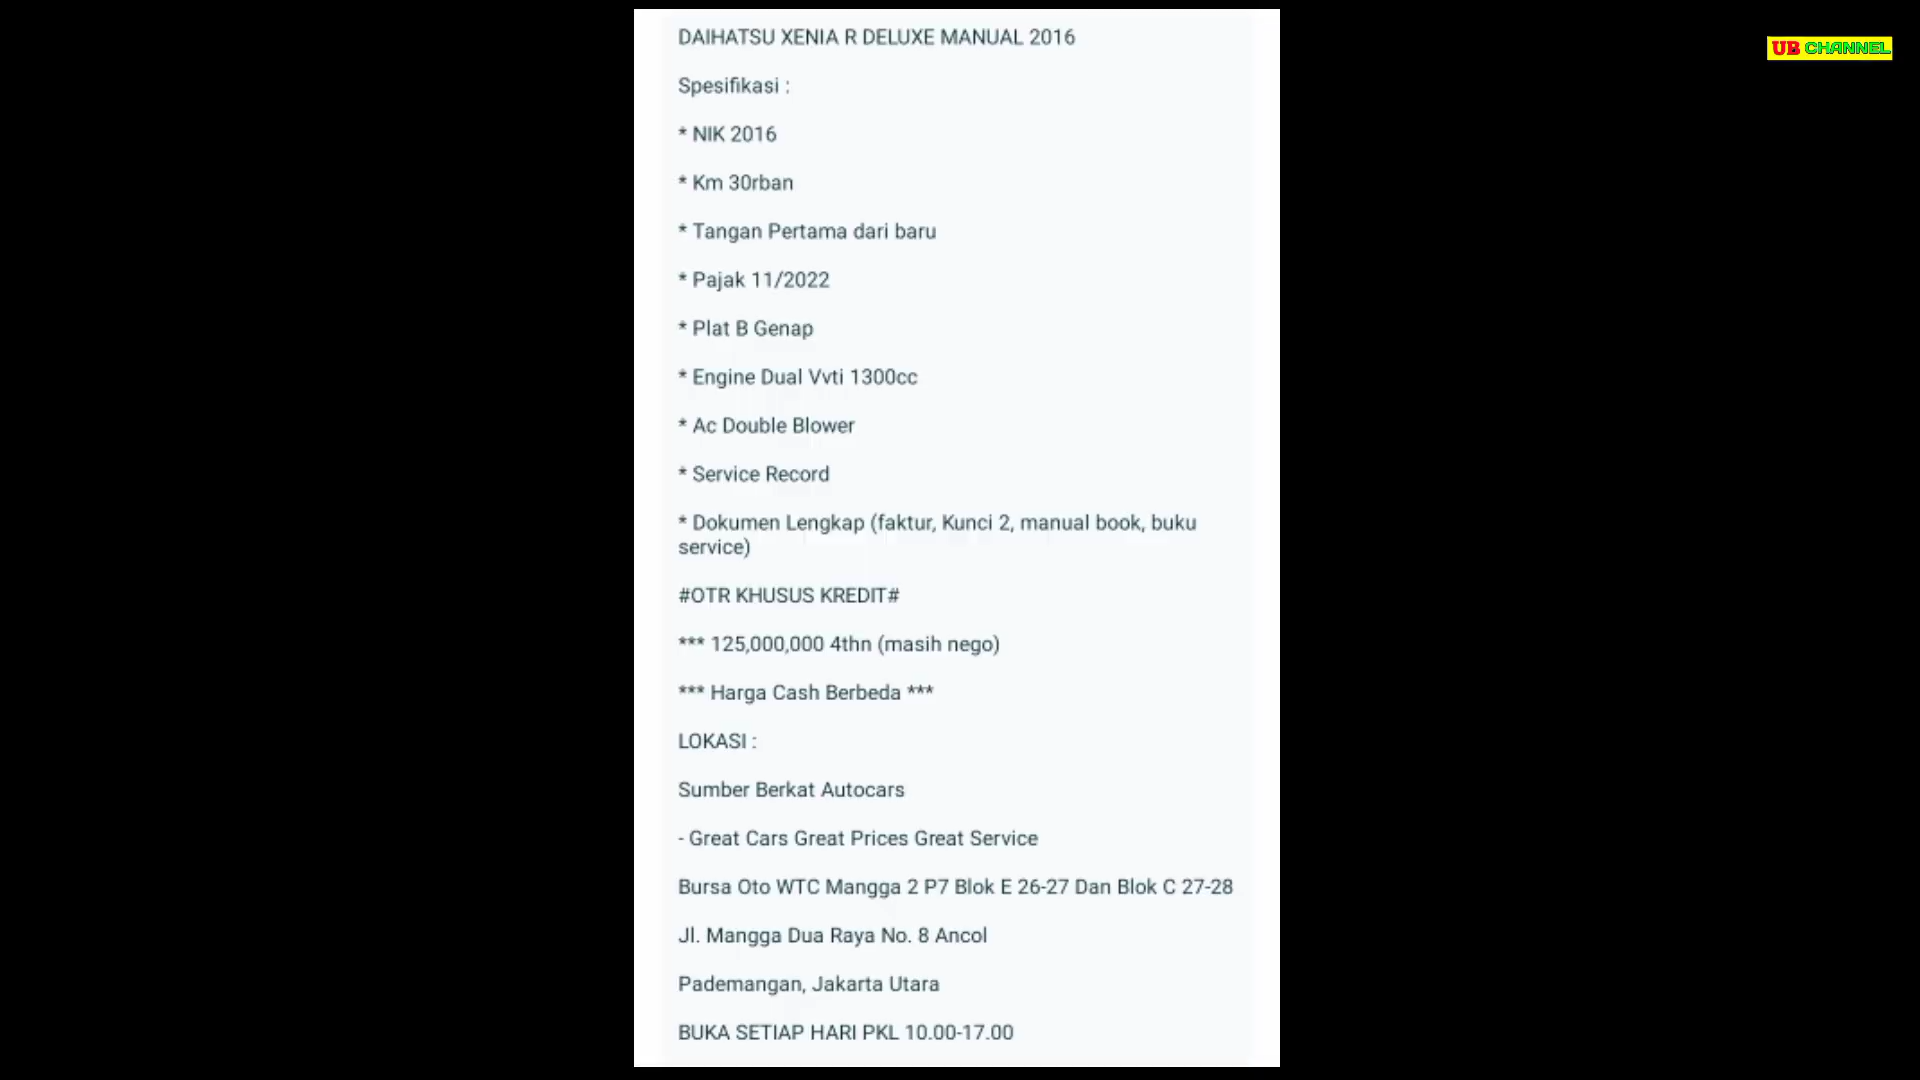 DAIHATSU XENIA R DELUXE MANUAL 2016
UB CHANNEL
Spesifikasi :
* NIK 2016
* Km 30rban
* Tangan Pertama dari baru
* Pajak 11/2022
* Plat B Genap
* Engine Dual Vvti 1300cc
* Ac Double Blower
* Service Record
* Dokumen Lengkap (faktur, Kunci 2, manual book, buku
service)
#OTR KHUSUS KREDIT#
*** 125,000,000 4thn (masih nego)
*** Harga Cash Berbeda ***
LOKASI :
Sumber Berkat Autocars
- Great Cars Great Prices Great Service
Bursa Oto WTC Mangga 2 P7 Blok E 26-27 Dan Blok C 27-28
Jl. Mangga Dua Raya No. 8 Ancol
Pademangan, Jakarta Utara
BUKA SETIAP HARI PKL 10.00-17.00